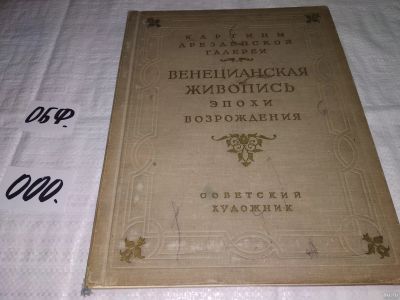 КАРТИНЫ
ДРЕЗДЕНСКОЙ
ГАЛЕРЕИ
ВЕНЕЦИАНСКАЯ
ЖИВОПИСЬ
ЭПОХИ
ВОЗРОЖДЕНИЯ
СОВЕТСКИЙ
ХУДОЖНИК
ОБФ.
000.